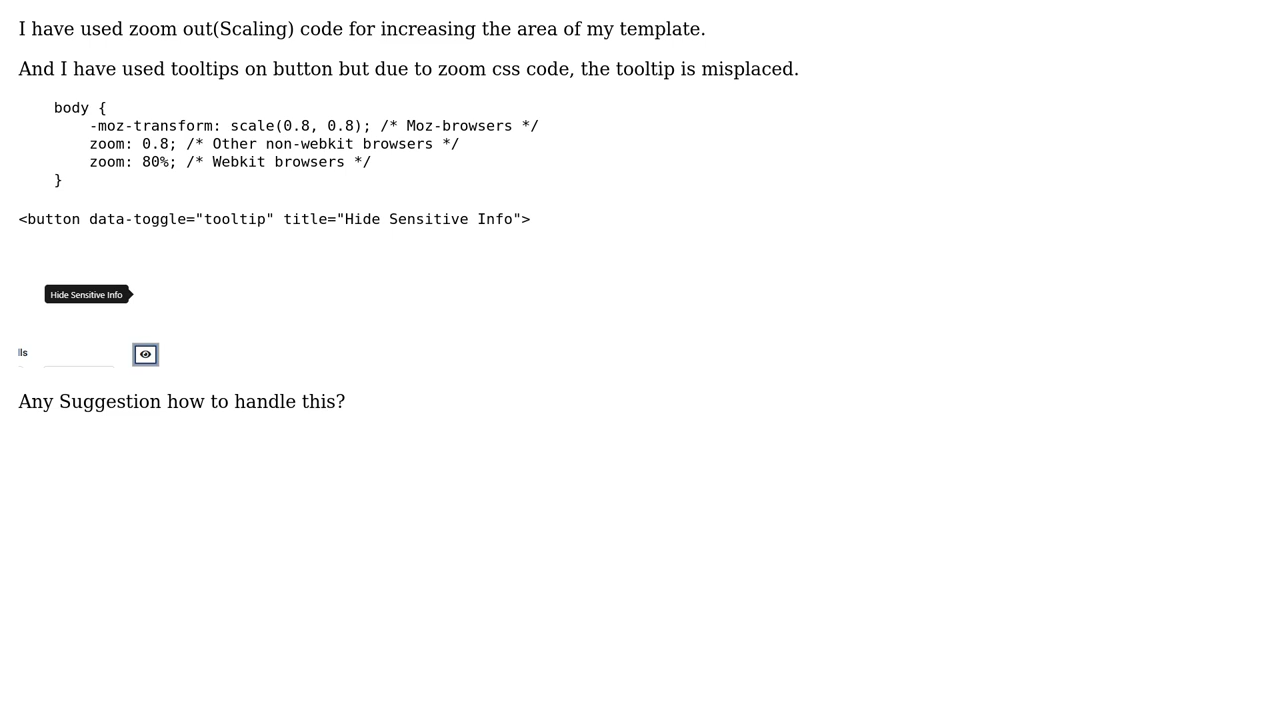 I have used zoom out(Scaling) code for increasing the area of my template.
And I have used tooltips on button but due to zoom css code, the tooltip is misplaced.
body {
-moz-transform: scale(0.8, 0.8); /* Moz-browsers */
zoom: 0.8; /* Other non-webkit browsers */
zoom: 80%; /* Webkit browsers */
}
<button data-toggle="tooltip" title="Hide Sensitive Info">
Hide Sensitive Info
lls
Any Suggestion how to handle this?